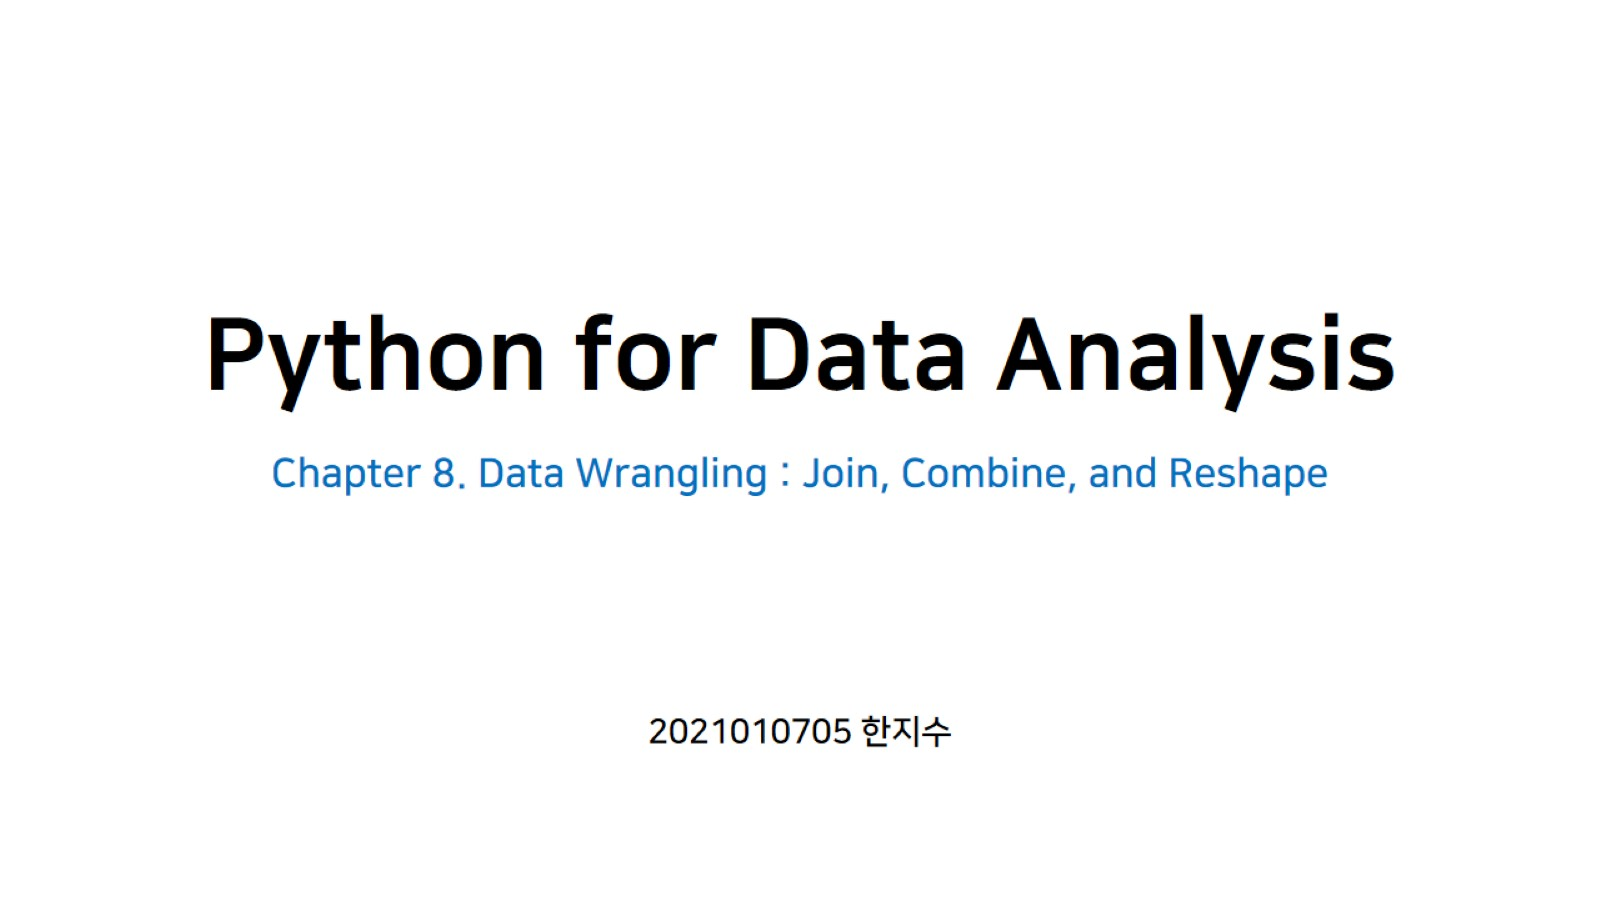 Python for Data Analysis
Chapter 8. Data Wrangling : Join, Combine, and Reshape
2021010705 한지수